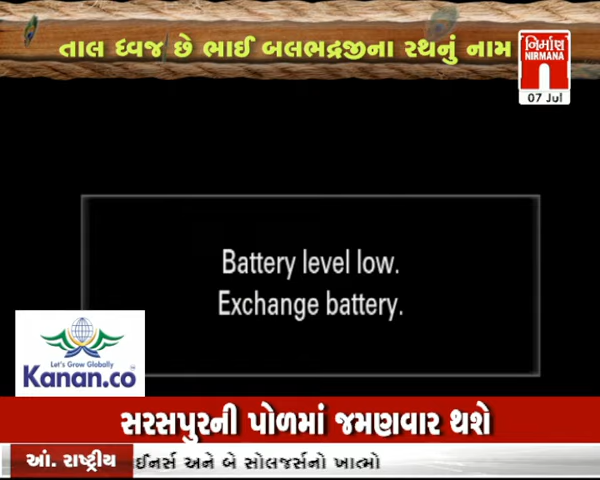 તાલ ધ્વજ છે ભાઈ બલભદ્રજીના રથનું નામ
નિર્માણ
NIRMANA
07 Jul
Battery level low.
Exchange battery.
Let's Grow Globally
Kanan.co
સરસપુરની પોળમાં જમણવાર થશે
આં. રાષ્ટ્રીય
ઈનર્સ અને બે સોલજર્સનો ખાત્મો